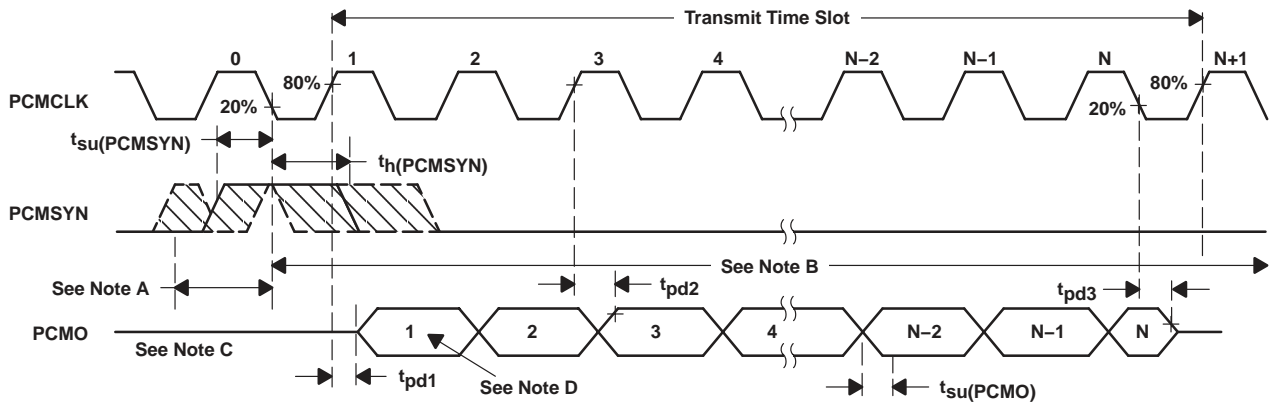 Transmit Time Slot
0 1 2 3 4 N–2 N–1 N N+1
PCMCLK
80% 80%
20% 20%
tsu(PCMSYN)
th(PCMSYN)
PCMSYN
See Note B
See Note A
tpd2
tpd3
PCMO
1 2 3 4 N–2 N–1 N
See Note C
tpd1
See Note D
tsu(PCMO)